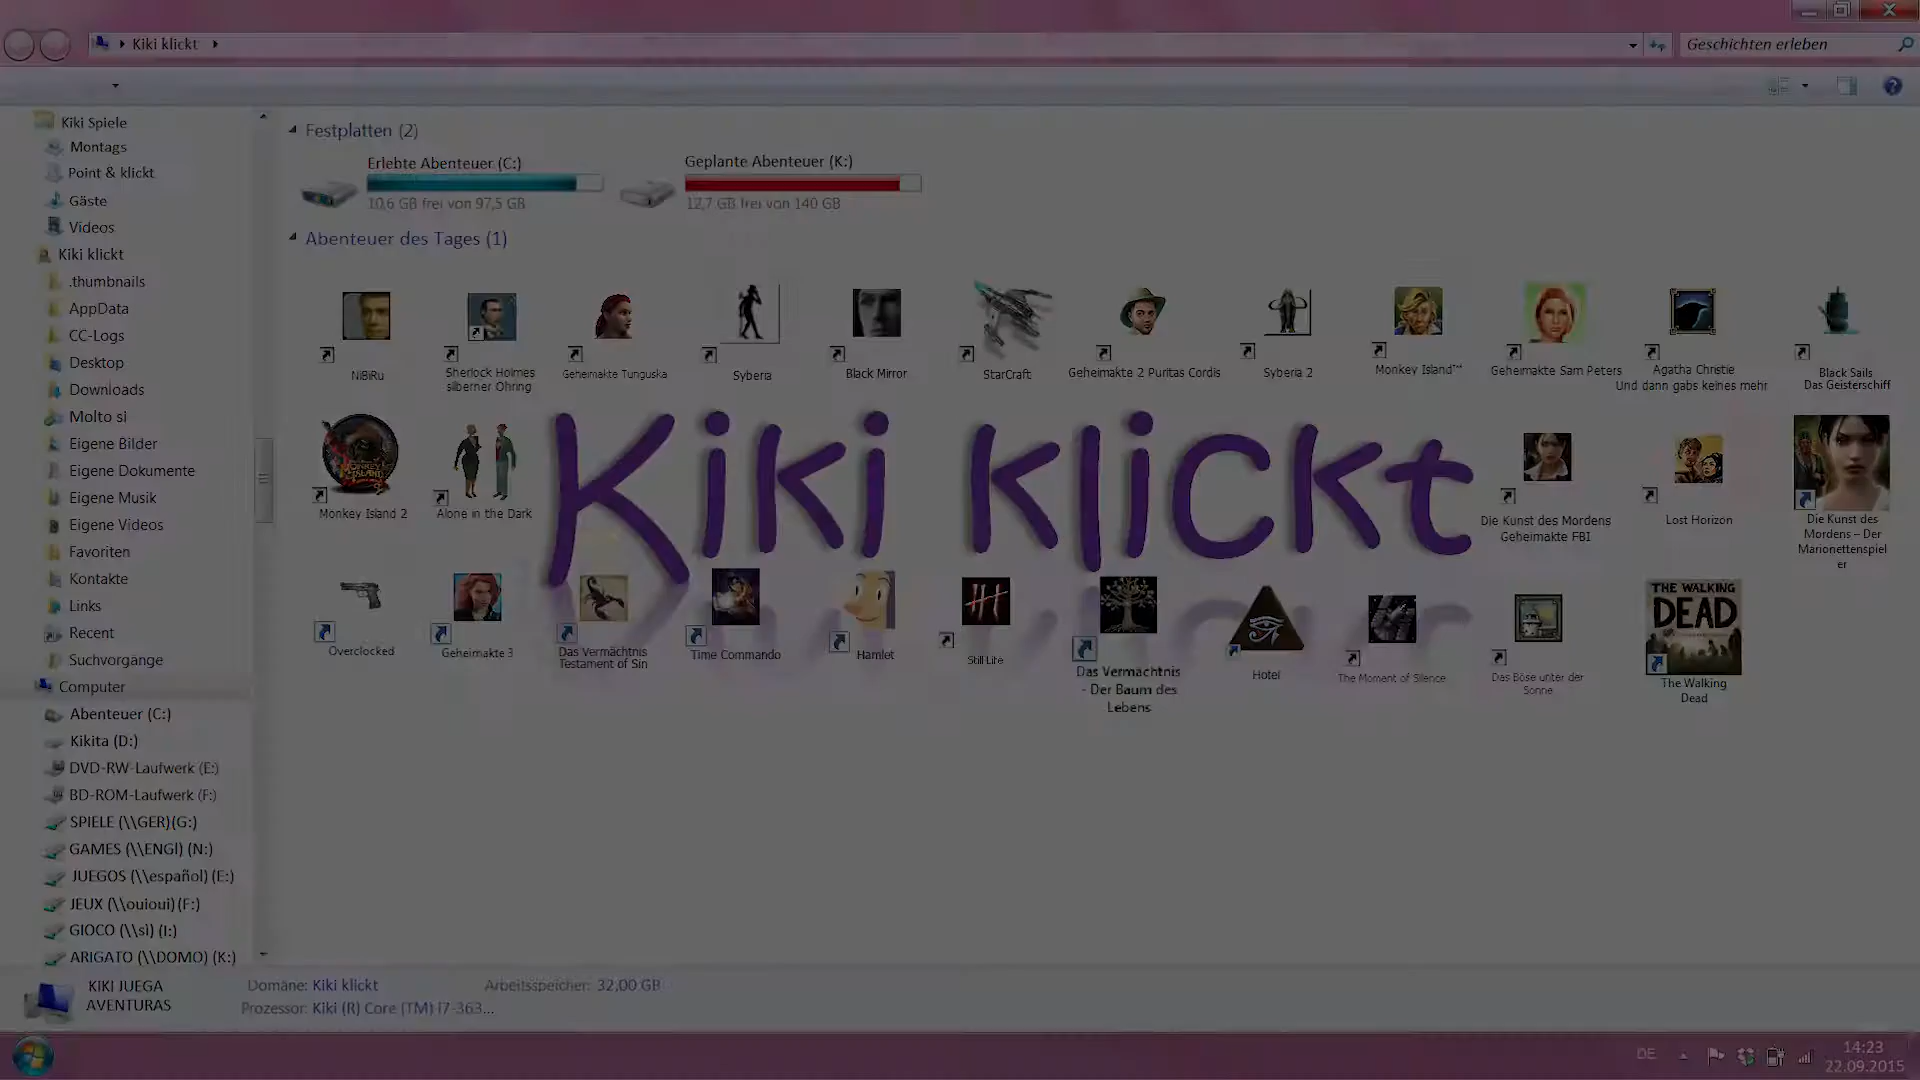 Kiki klickt
Geschichten erleben
Kiki Spiele
Montags
Point & klickt
Gäste
Videos
Kiki klickt
.thumbnails
AppData
CC-Logs
Desktop
Downloads
Molto si
Eigene Bilder
Eigene Dokumente
Eigene Musik
Eigene Videos
Favoriten
Kontakte
Links
Recent
Suchvorgänge
Computer
Abenteuer (C:)
Kikita (D:)
DVD-RW-Laufwerk (E:)
BD-ROM-Laufwerk (F:)
SPIELE (\\GER)(G:)
GAMES (\\ENGl) (N:)
JUEGOS (\\español) (E:)
JEUX (\\ouioui)(F:)
GIOCO (\\sì) (I:)
ARIGATO (\\DOMO) (K:)
Festplatten (2)
Erlebte Abenteuer (C:)
10,6 GB frei von 97,5 GB
Geplante Abenteuer (K:)
12,7 GB frei von 140 GB
Abenteuer des Tages (1)
NiBiRu
Sherlock Holmes
silberner Ohring
Geheimakte Tunguska
Syberia
Black Mirror
StarCraft
Geheimakte 2 Puritas Cordis
Syberia 2
Monkey Island™
Geheimakte Sam Peters
Agatha Christie
Und dann gabs keines mehr
Black Sails
Das Geisterschiff
Monkey Island 2
Alone in the Dark
Kiki klickt
Die Kunst des Mordens
Geheimakte FBI
Lost Horizon
Die Kunst des
Mordens – Der
Marionettenspiel
er
Overclocked
Geheimakte 3
Das Vermächtnis
Testament of Sin
Time Commando
Hamlet
Still Life
Das Vermächtnis
- Der Baum des
Lebens
Hotel
The Moment of Silence
Das Böse unter der
Sonne
THE WALKING
DEAD
The Walking
Dead
KIKI JUEGA
AVENTURAS
Domäne: Kiki klickt
Arbeitsspeicher: 32,00 GB
Prozessor: Kiki (R) Core (TM) i7-363...
DE
14:23
22.09.2015